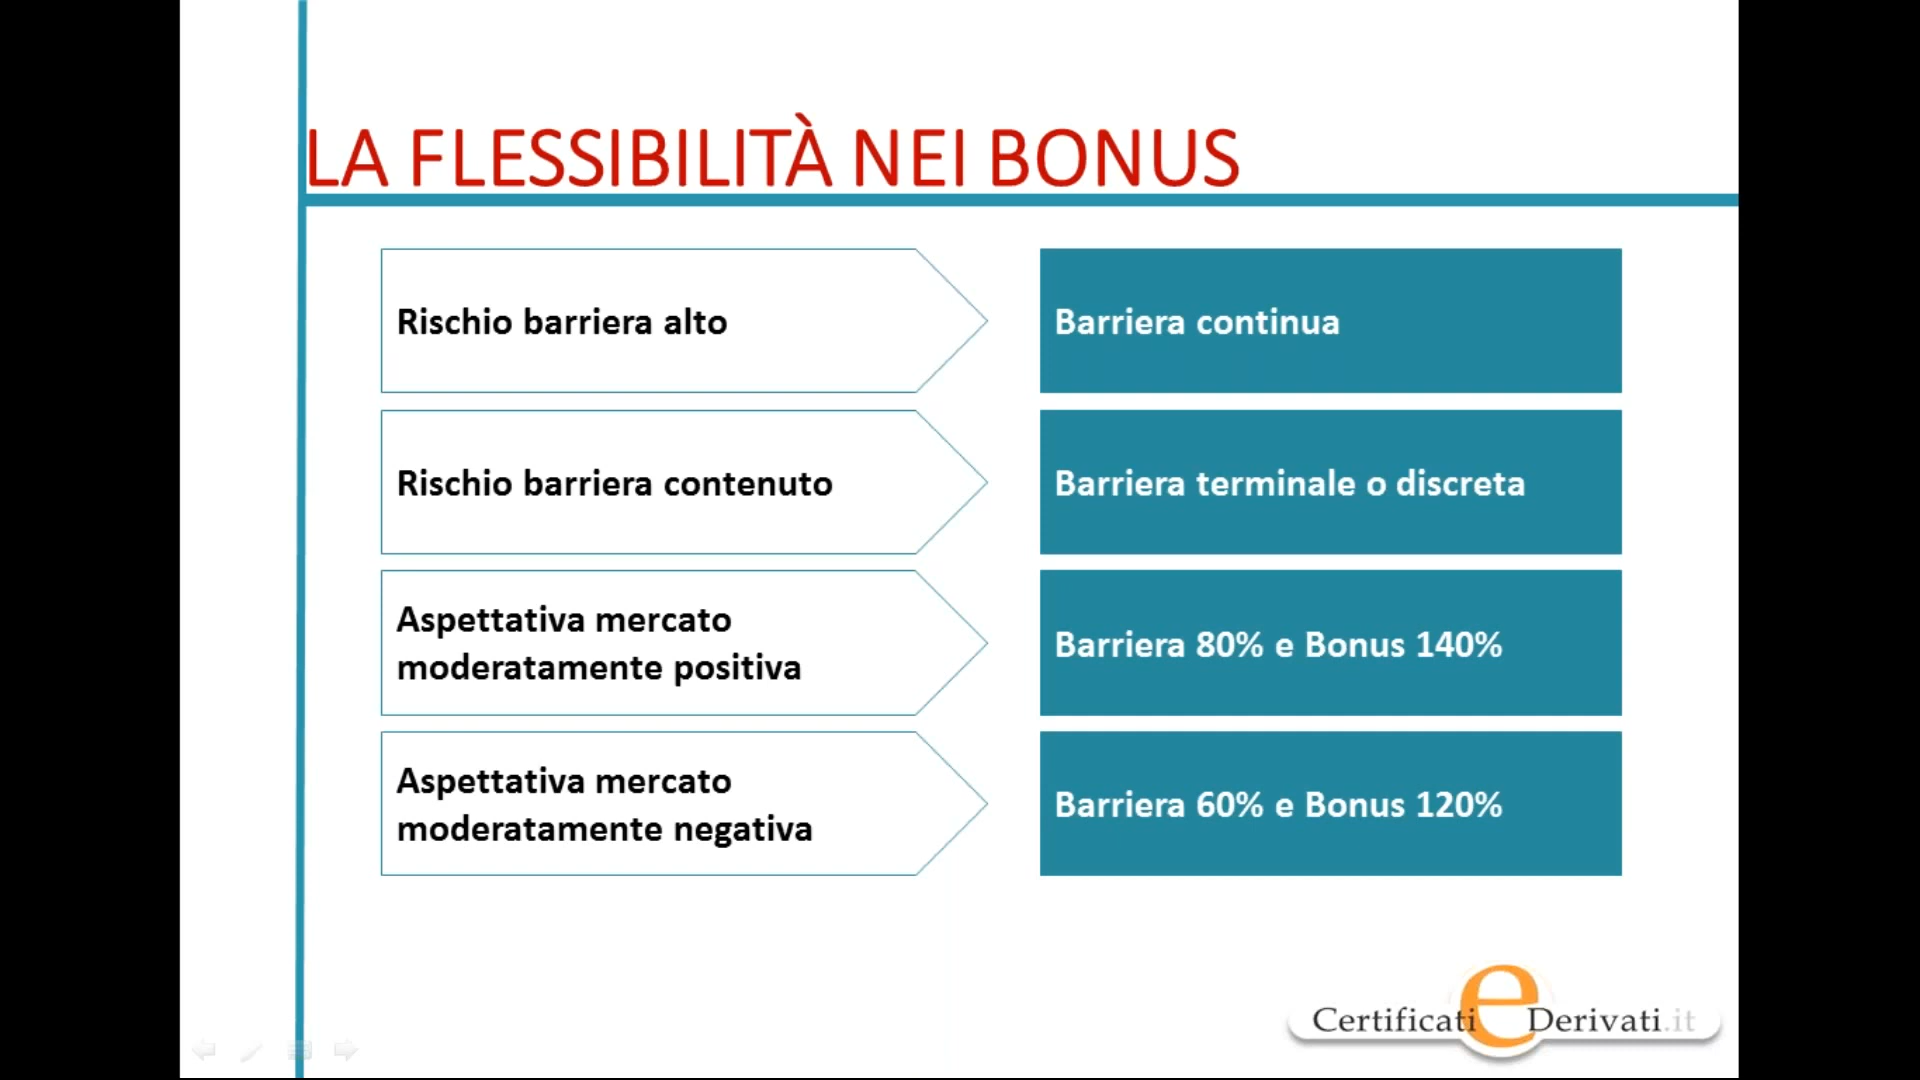 LA FLESSIBILITÀ NEI BONUS
Rischio barriera alto
Barriera continua
Rischio barriera contenuto
Barriera terminale o discreta
Aspettativa mercato
moderatamente positiva
Barriera 80% e Bonus 140%
Aspettativa mercato
moderatamente negativa
Barriera 60% e Bonus 120%
Certificati e Derivati.it